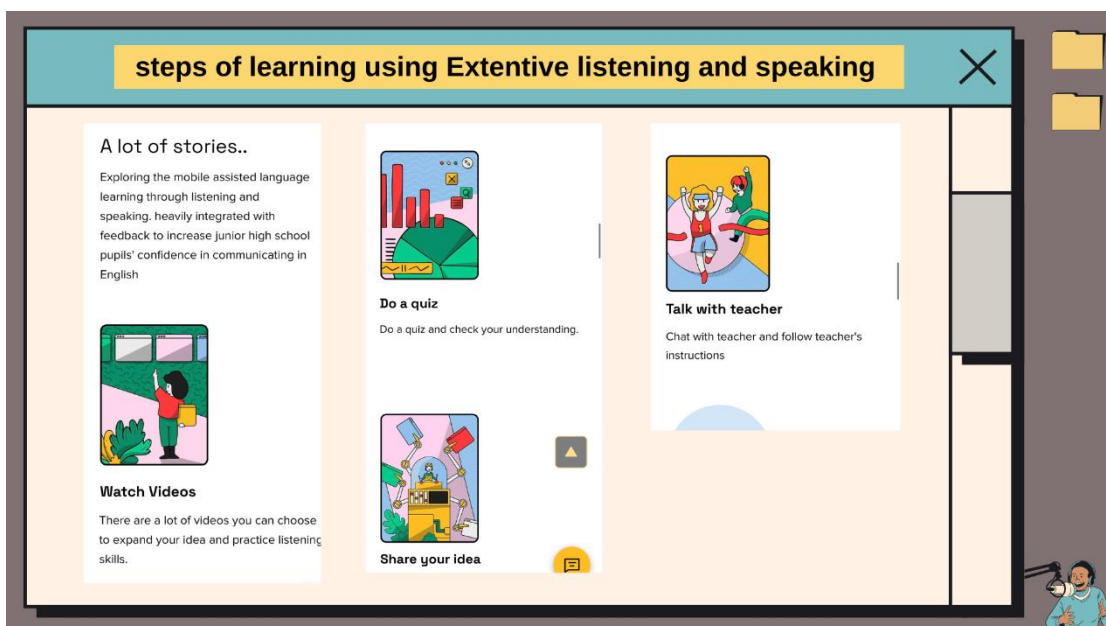 steps of learning using Extentive listening and speaking
A lot of stories..
Exploring the mobile assisted language
learning through listening and
speaking. heavily integrated with
feedback to increase junior high school
pupils' confidence in communicating in
English
Watch Videos
There are a lot of videos you can choose
to expand your idea and practice listening
skills.
Do a quiz
Do a quiz and check your understanding.
Share your idea
Talk with teacher
Chat with teacher and follow teacher's
instructions